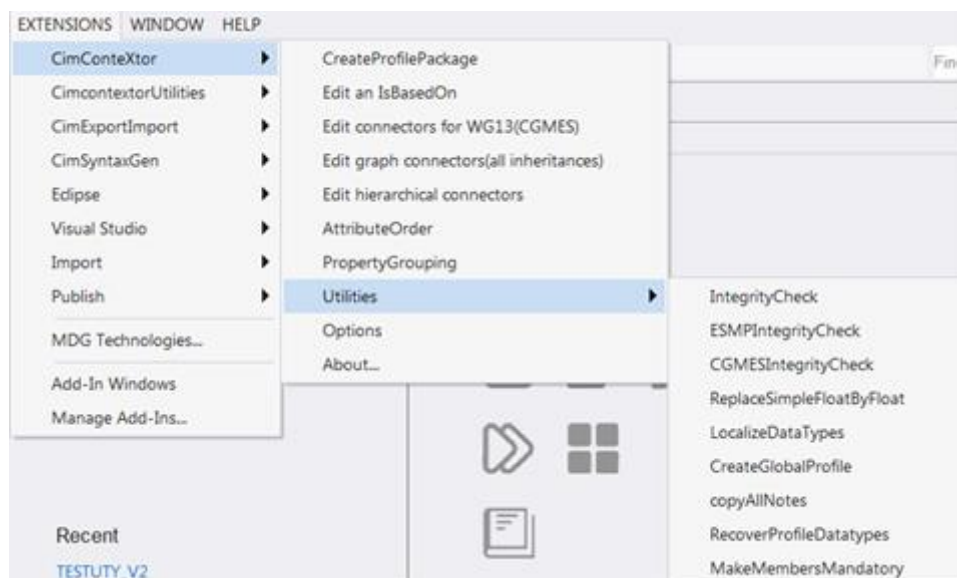 EXTENSIONS WINDOW HELP
CimConteXtor
CimcontextorUtilities
CimExportImport
CimSyntaxGen
Eclipse
Visual Studio
Import
Publish
MDG Technologies...
Add-In Windows
Manage Add-Ins...
CreateProfilePackage
Edit an IsBasedOn
Edit connectors for WG13(CGMES)
Edit graph connectors(all inheritances)
Edit hierarchical connectors
AttributeOrder
PropertyGrouping
Utilities
Options
About...
IntegrityCheck
ESMPIntegrityCheck
CGMESIntegrityCheck
ReplaceSimpleFloatByFloat
LocalizeDataTypes
CreateGlobalProfile
copyAllNotes
RecoverProfileDatatypes
MakeMembersMandatory
Recent
TESTUTY_V2